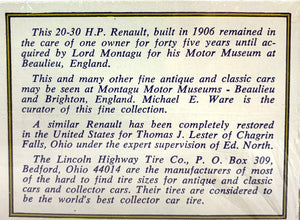 This 20-30 H.P. Renault, built in 1906 remained in
the care of one owner for forty five years until ac-
quired by Lord Montagu for his Motor Museum at
Beaulieu, England.
This and many other fine antique and classic cars
may be seen at Montagu Motor Museums - Beaulieu
and Brighton, England. Michael E. Ware is the curator
of this fine collection.
A similar Renault has been completely restored
in the United States for Thomas J. Lester of Chagrin
Falls, Ohio under the expert supervision of Ed. North.
The Lincoln Highway Tire Co., P. O. Box 309,
Bedford, Ohio 44014 are the manufacturers of most
of the hard to find tire sizes for antique and classic
cars and collector cars. Their tires are considered to
be the world's best collector car tire.